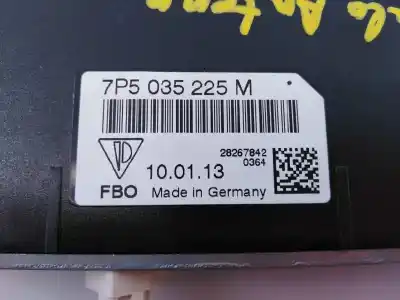 7P5 035 225 M
28267842
0364
10.01.13
FBO
Made in Germany